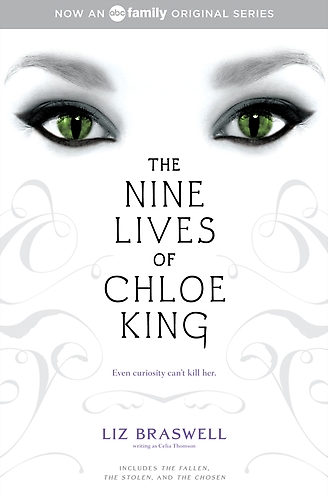 NOW AN abc family ORIGINAL SERIES
THE
NINE
LIVES
OF
CHLOE
KING
Even curiosity can't kill her.
LIZ BRASWELL
writing as Celia Thomson
INCLUDES THE FALLEN,
THE STOLEN, AND THE CHOSEN